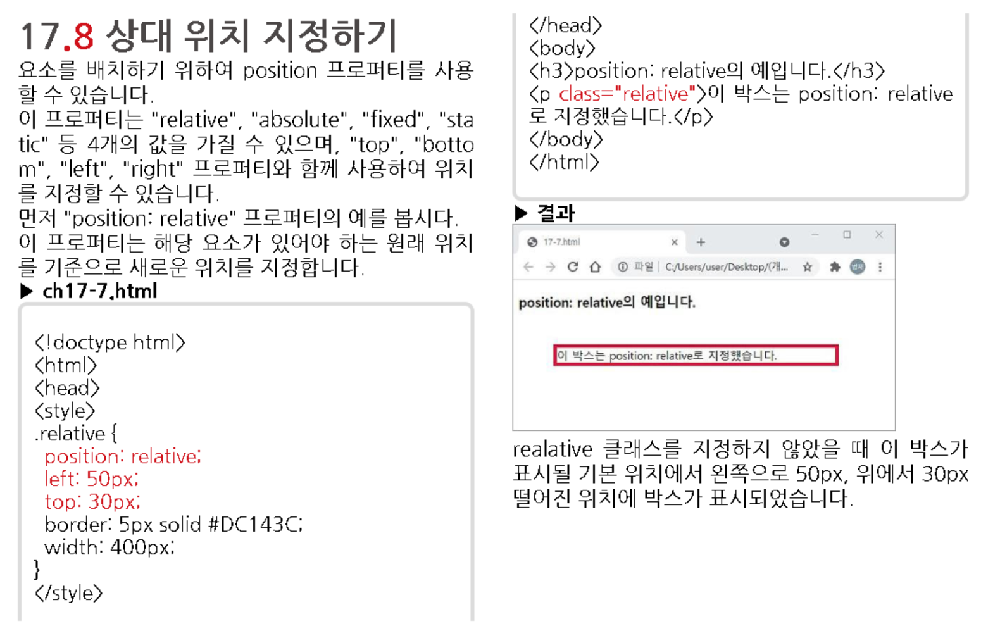 17.8 상대 위치 지정하기
요소를 배치하기 위하여 position 프로퍼티를 사용
할 수 있습니다.
이 프로퍼티는 "relative", "absolute", "fixed", "sta
tic" 등 4개의 값을 가질 수 있으며, "top", "botto
m", "left", "right" 프로퍼티와 함께 사용하여 위치
를 지정할 수 있습니다.
먼저 "position: relative" 프로퍼티의 예를 봅시다.
이 프로퍼티는 해당 요소가 있어야 하는 원래 위치
를 기준으로 새로운 위치를 지정합니다.
▶ ch17-7.html
<!doctype html>
<html>
<head>
<style>
.relative {
position: relative;
left: 50px;
top: 30px;
border: 5px solid #DC143C;
width: 400px;
}
</style>
</head>
<body>
<h3>position: relative의 예입니다.</h3>
<p class="relative">이 박스는 position: relative
로 지정했습니다.</p>
</body>
</html>
▶ 결과
17-7.html
파일 | C:/Users/user/Desktop/(개...
position: relative의 예입니다.
이 박스는 position: relative로 지정했습니다.
realative 클래스를 지정하지 않았을 때 이 박스가
표시될 기본 위치에서 왼쪽으로 50px, 위에서 30px
떨어진 위치에 박스가 표시되었습니다.